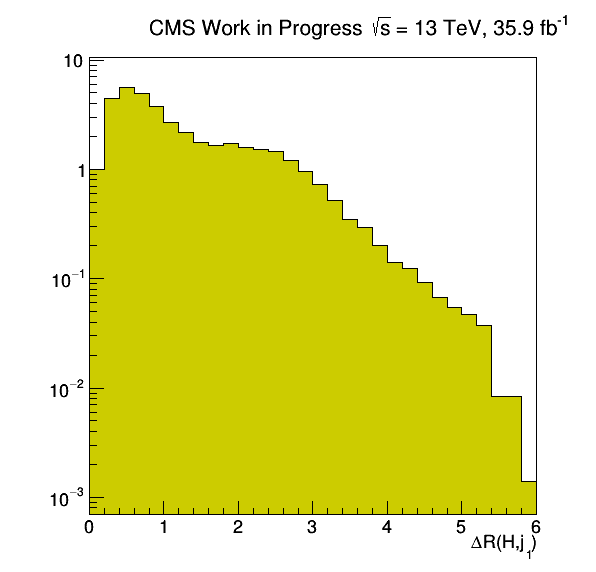 CMS Work in Progress √s = 13 TeV, 35.9 fb⁻¹
10
1
10⁻¹
10⁻²
10⁻³
0 1 2 3 4 5 6
ΔR(H,j₁)